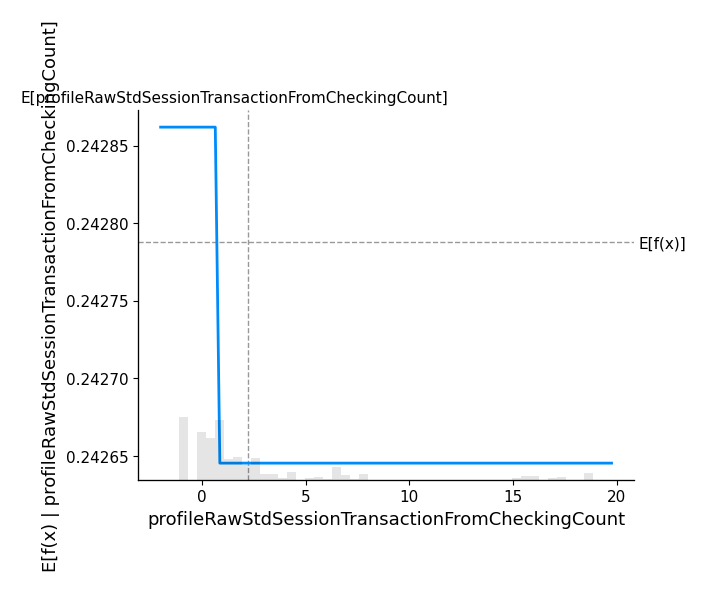 E[profileRawStdSessionTransactionFromCheckingCount]
E[f(x) | profileRawStdSessionTransactionFromCheckingCount]
0.24285
0.24280
0.24275
0.24270
0.24265
E[f(x)]
0 5 10 15 20
profileRawStdSessionTransactionFromCheckingCount